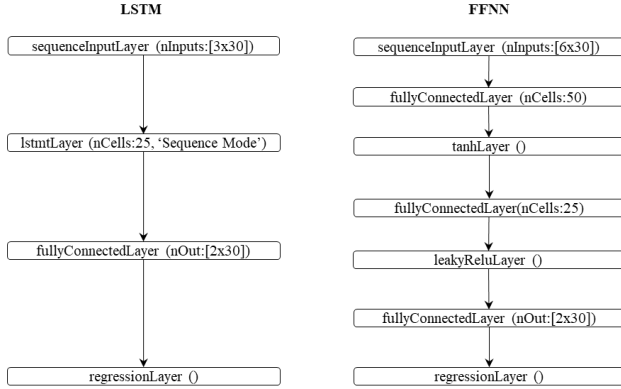 LSTM
sequenceInputLayer (nInputs:[3x30])
lstmtLayer (nCells:25, ‘Sequence Mode’)
fullyConnectedLayer (nOut:[2x30])
regressionLayer ()
FFNN
sequenceInputLayer (nInputs:[6x30])
fullyConnectedLayer (nCells:50)
tanhLayer ()
fullyConnectedLayer(nCells:25)
leakyReluLayer ()
fullyConnectedLayer (nOut:[2x30])
regressionLayer ()